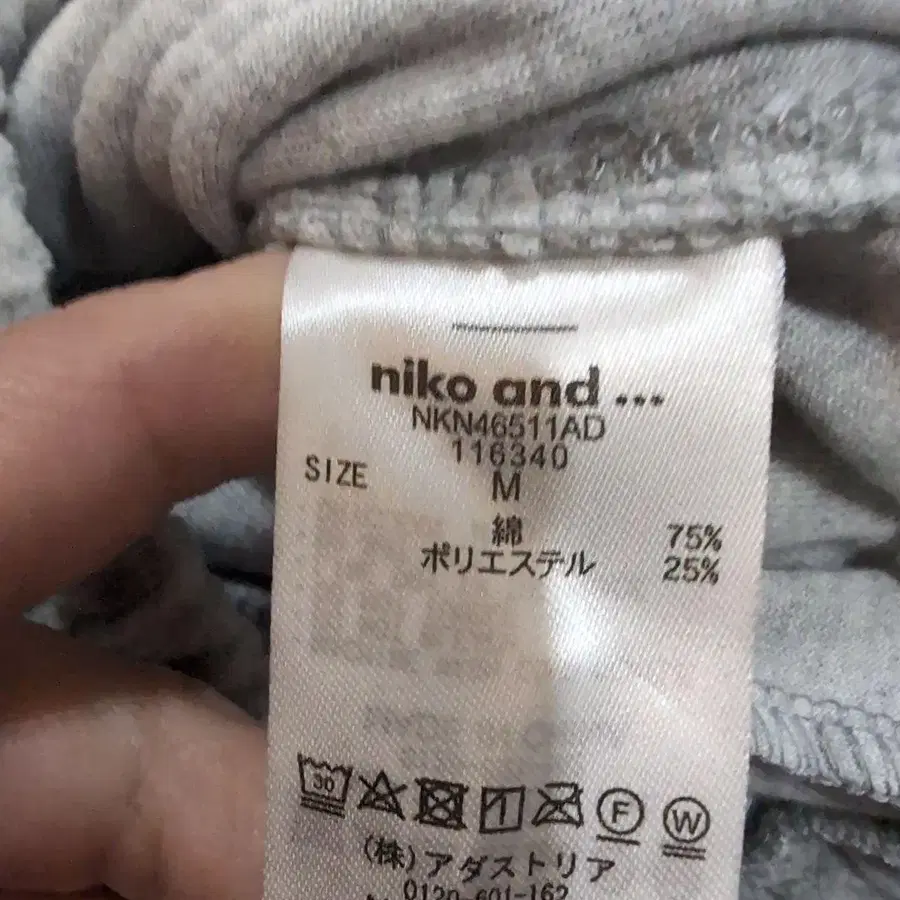 niko and ...
NKN46511AD
116340
SIZE M
綿 75%
ポリエステル 25%
30 F W
(株)アダストリア
0120-601-162